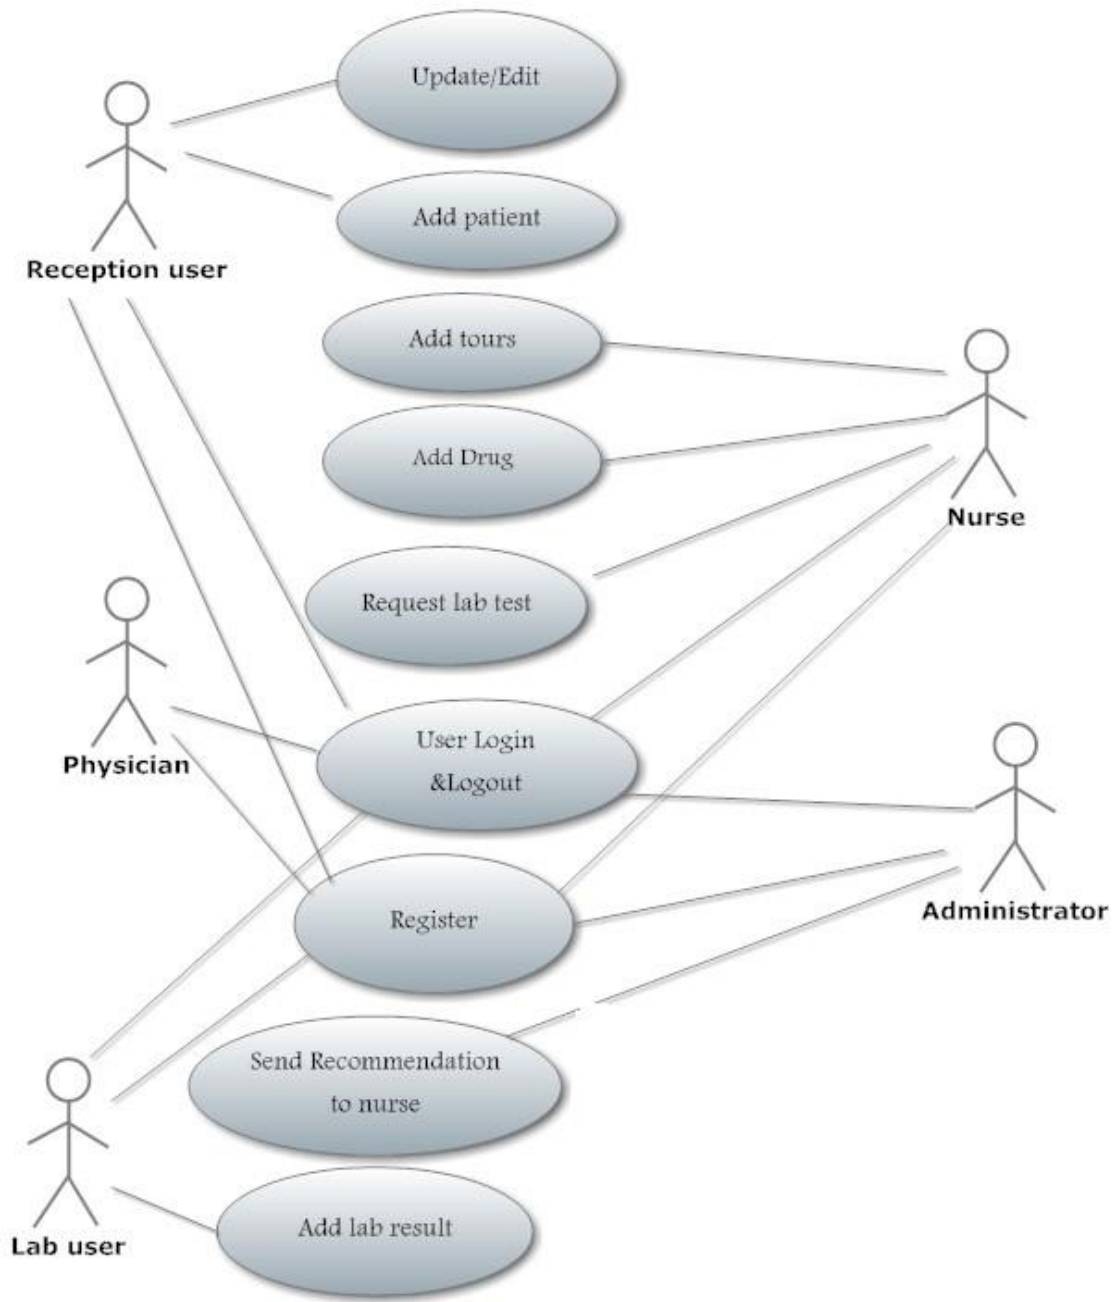 Update/Edit
Add patient
Reception user
Add tours
Add Drug
Nurse
Request lab test
Physician
User Login
&Logout
Administrator
Register
Send Recommendation
to nurse
Lab user
Add lab result